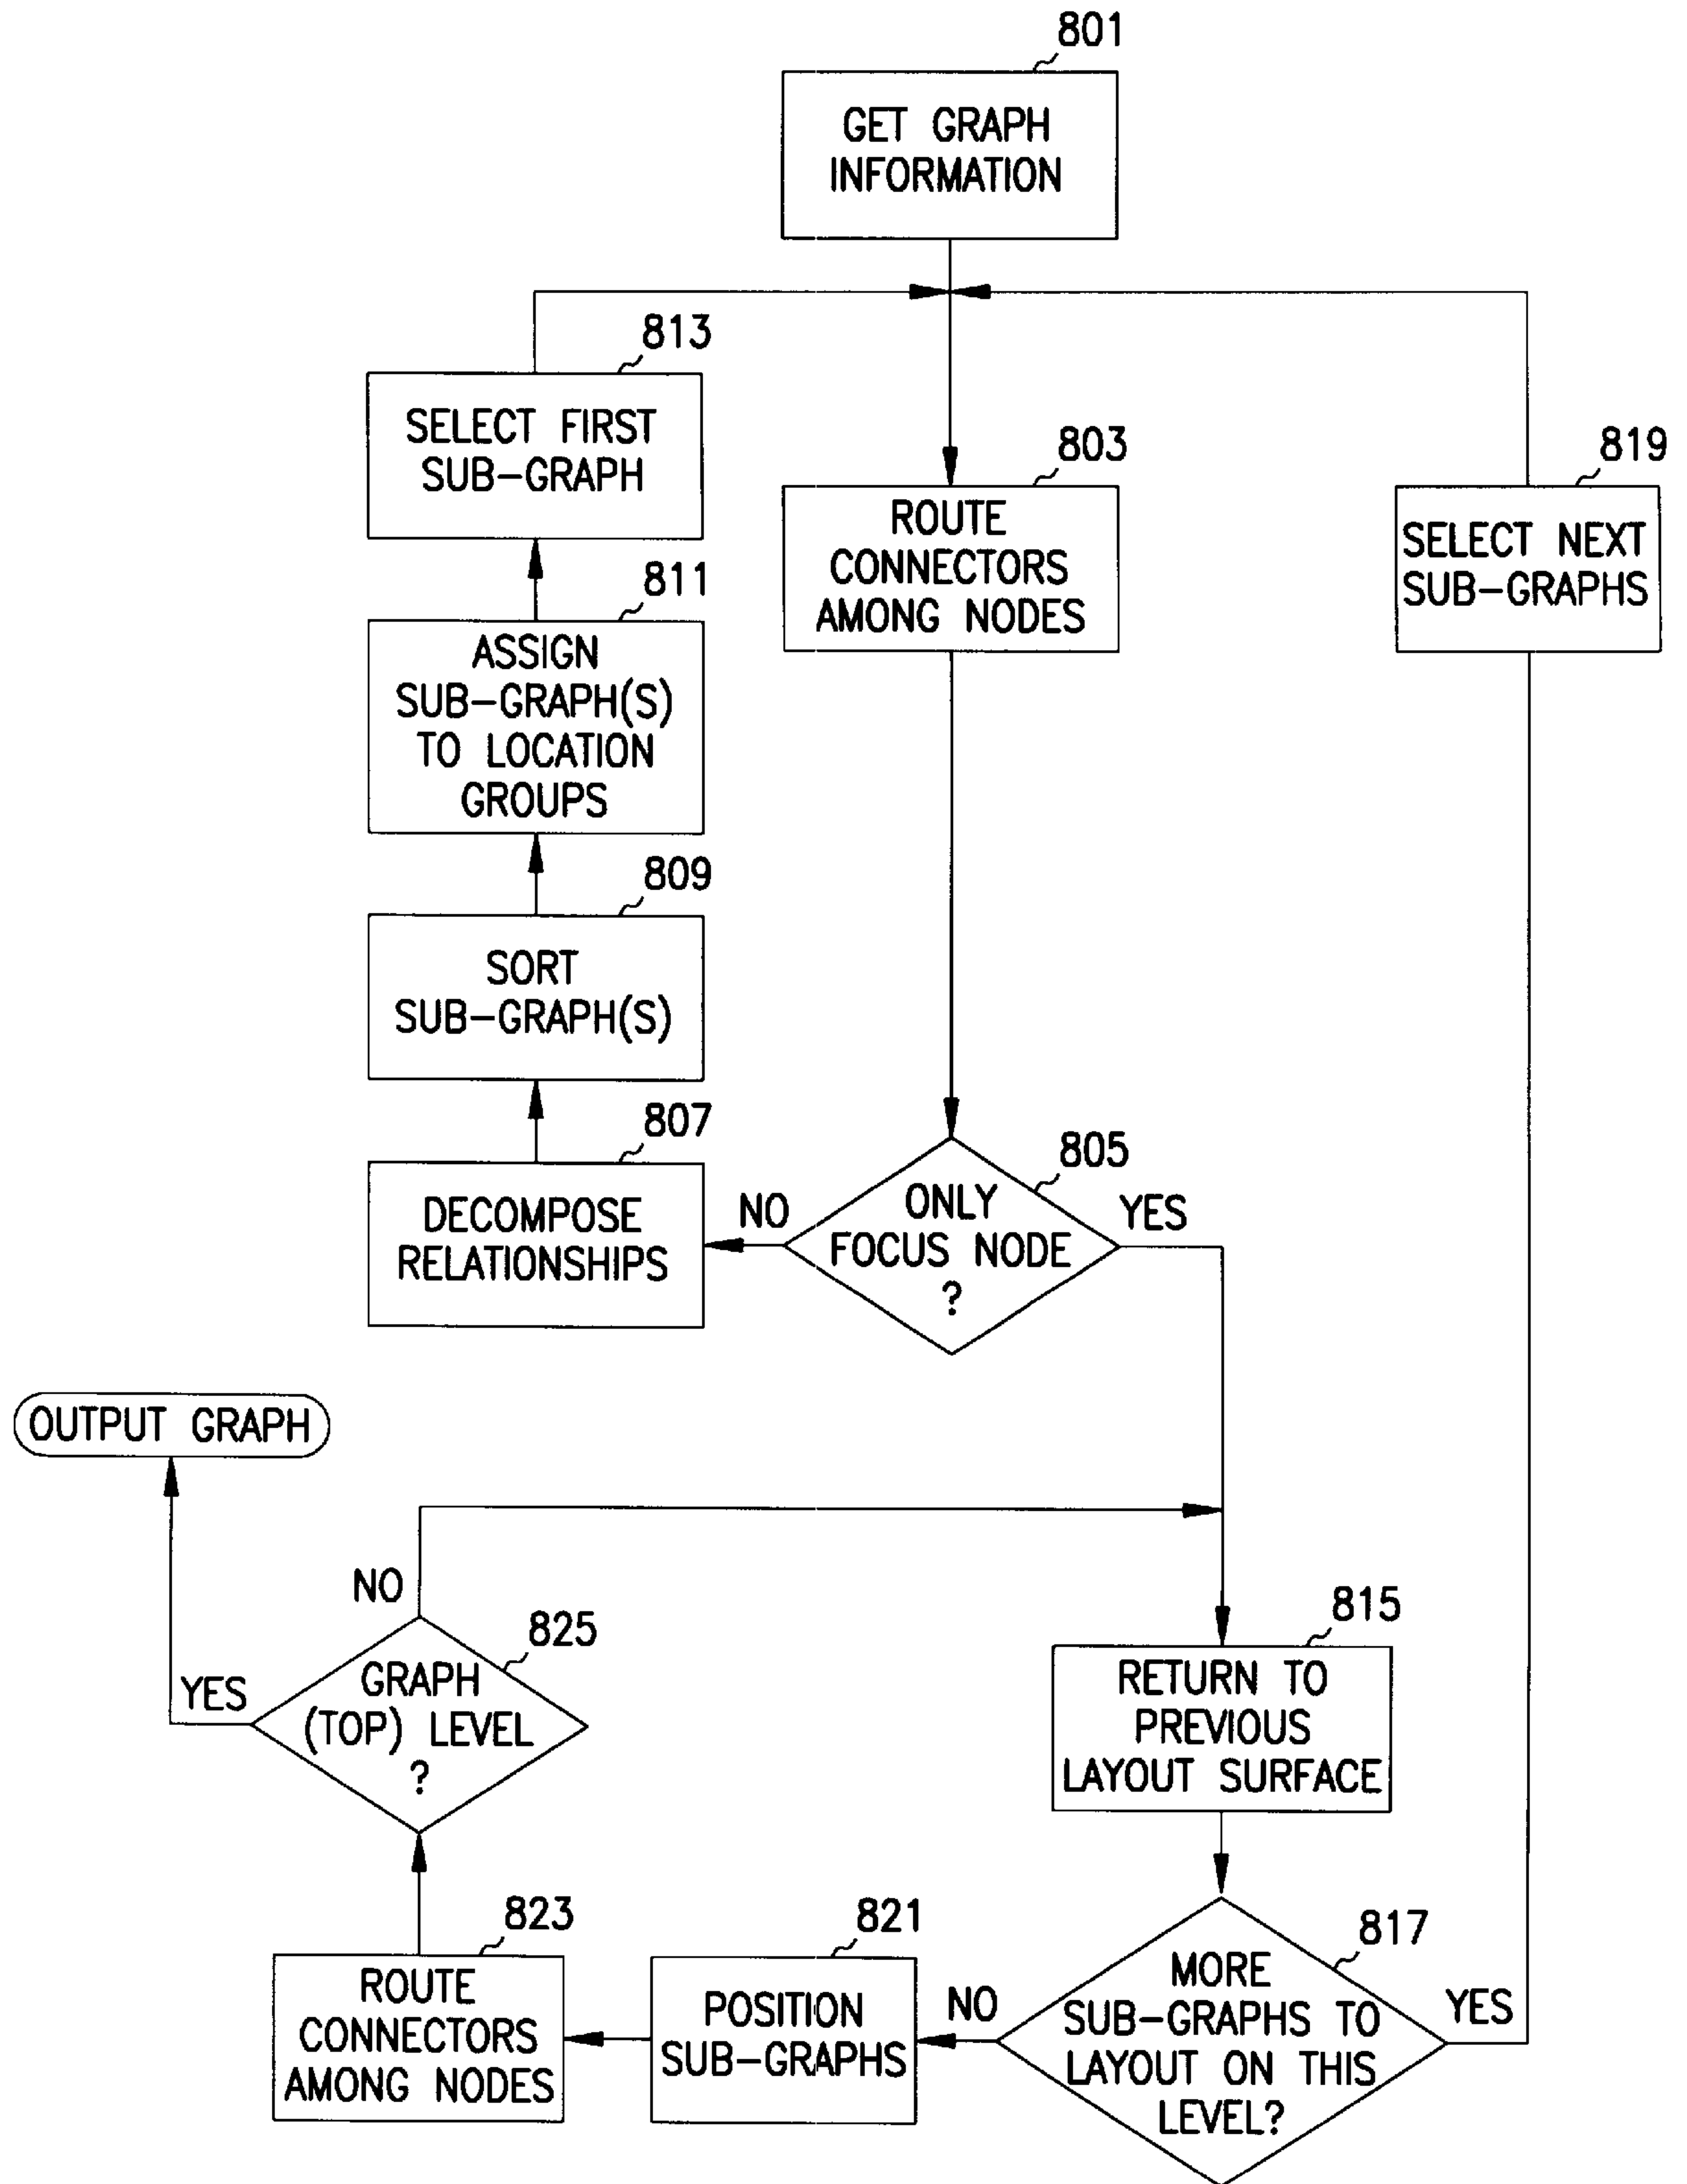 801
GET GRAPH
INFORMATION
813
SELECT FIRST
SUB-GRAPH
803
ROUTE
CONNECTORS
AMONG NODES
819
SELECT NEXT
SUB-GRAPHS
811
ASSIGN
SUB-GRAPH(S)
TO LOCATION
GROUPS
809
SORT
SUB-GRAPH(S)
807
DECOMPOSE
RELATIONSHIPS
NO
805
ONLY
FOCUS NODE
?
YES
OUTPUT GRAPH
NO
YES
825
GRAPH
(TOP) LEVEL
?
815
RETURN TO
PREVIOUS
LAYOUT SURFACE
823
ROUTE
CONNECTORS
AMONG NODES
821
POSITION
SUB-GRAPHS
NO
817
MORE
SUB-GRAPHS TO
LAYOUT ON THIS
LEVEL?
YES